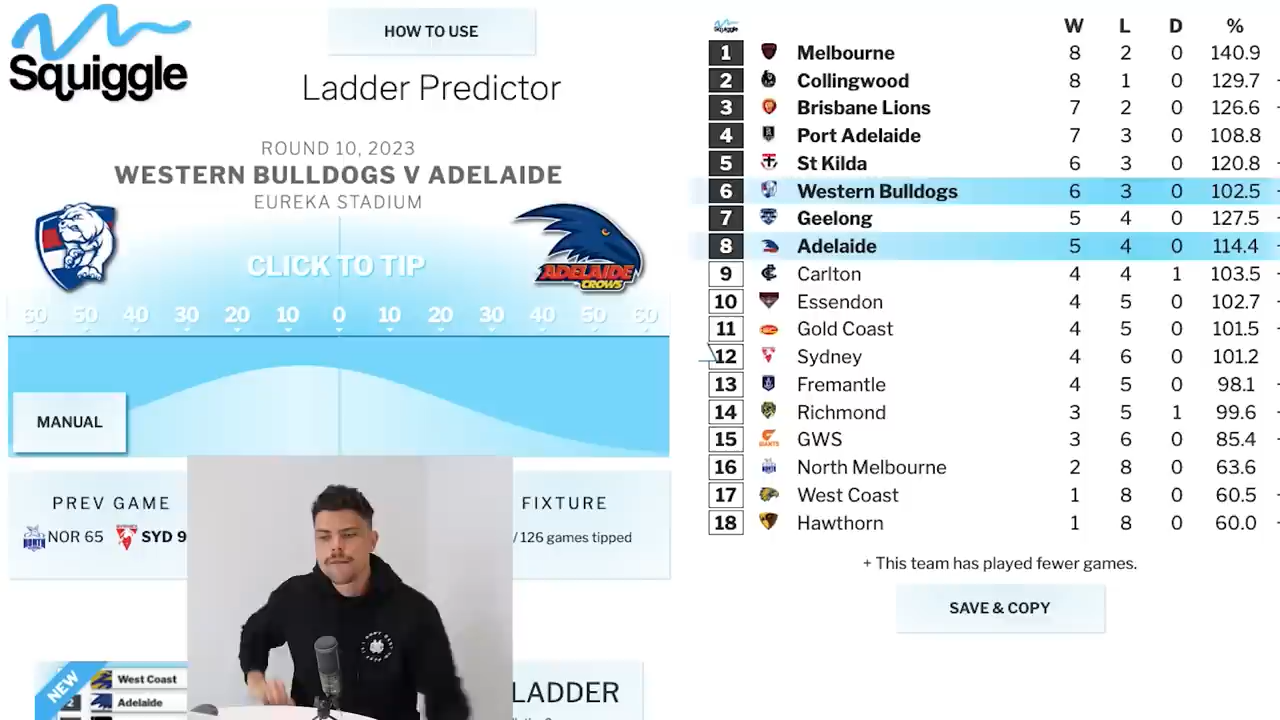 Squiggle
HOW TO USE
Ladder Predictor
ROUND 10, 2023
WESTERN BULLDOGS V ADELAIDE
EUREKA STADIUM
ADELAIDE
CROWS
CLICK TO TIP
60 50 40 30 20 10 0 10 20 30 40 50 60
MANUAL
PREV GAME
NOR 65 SYD 9
FIXTURE
/ 126 games tipped
NEW
West Coast
2 Adelaide
LADDER
Squiggle W L D %
1 Melbourne 8 2 0 140.9
2 Collingwood 8 1 0 129.7
3 Brisbane Lions 7 2 0 126.6
4 Port Adelaide 7 3 0 108.8
5 St Kilda 6 3 0 120.8
6 Western Bulldogs 6 3 0 102.5
7 Geelong 5 4 0 127.5
8 Adelaide 5 4 0 114.4
9 Carlton 4 4 1 103.5
10 Essendon 4 5 0 102.7
11 Gold Coast 4 5 0 101.5
12 Sydney 4 6 0 101.2
13 Fremantle 4 5 0 98.1
14 Richmond 3 5 1 99.6
15 GWS 3 6 0 85.4
16 North Melbourne 2 8 0 63.6
17 West Coast 1 8 0 60.5
18 Hawthorn 1 8 0 60.0
+ This team has played fewer games.
SAVE & COPY